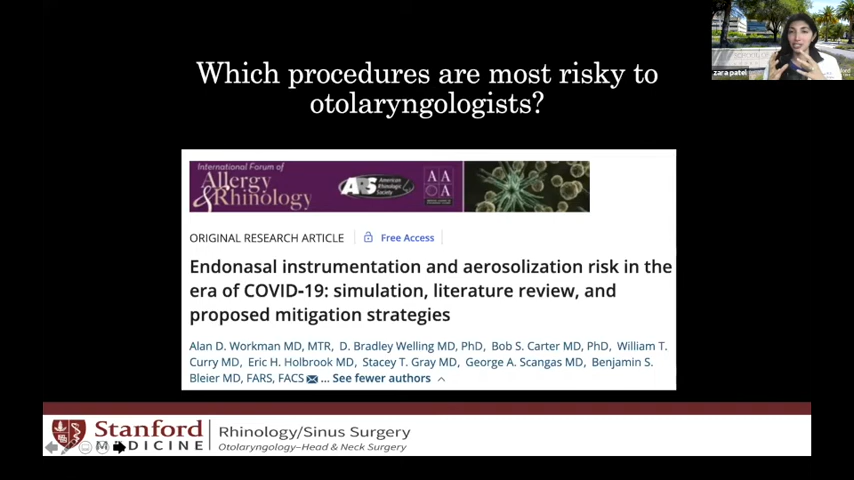 zara patel
Which procedures are most risky to
otolaryngologists?
International Forum of
Allergy
& Rhinology
ARS American
Rhinologic
Society
AA
OA
ORIGINAL RESEARCH ARTICLE Free Access
Endonasal instrumentation and aerosolization risk in the
era of COVID-19: simulation, literature review, and
proposed mitigation strategies
Alan D. Workman MD, MTR, D. Bradley Welling MD, PhD, Bob S. Carter MD, PhD, William T.
Curry MD, Eric H. Holbrook MD, Stacey T. Gray MD, George A. Scangas MD, Benjamin S.
Bleier MD, FARS, FACS ... See fewer authors
Stanford
MEDICINE
Rhinology/Sinus Surgery
Otolaryngology–Head & Neck Surgery